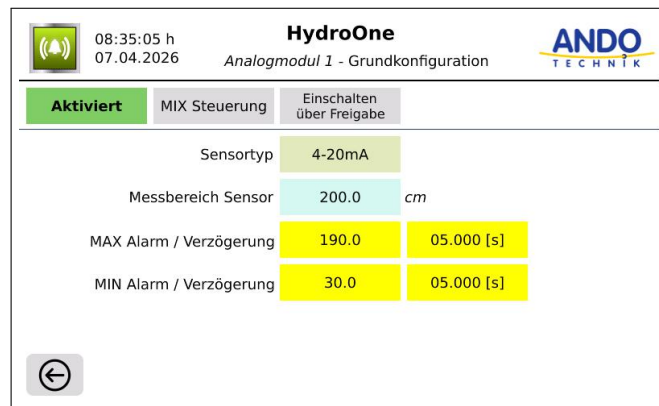 08:35:05 h
07.04.2026
HydroOne
Analogmodul 1 - Grundkonfiguration
ANDO
TECHNIK
Aktiviert
MIX Steuerung
Einschalten
über Freigabe
Sensortyp 4-20mA
Messbereich Sensor 200.0 cm
MAX Alarm / Verzögerung 190.0 05.000 [s]
MIN Alarm / Verzögerung 30.0 05.000 [s]